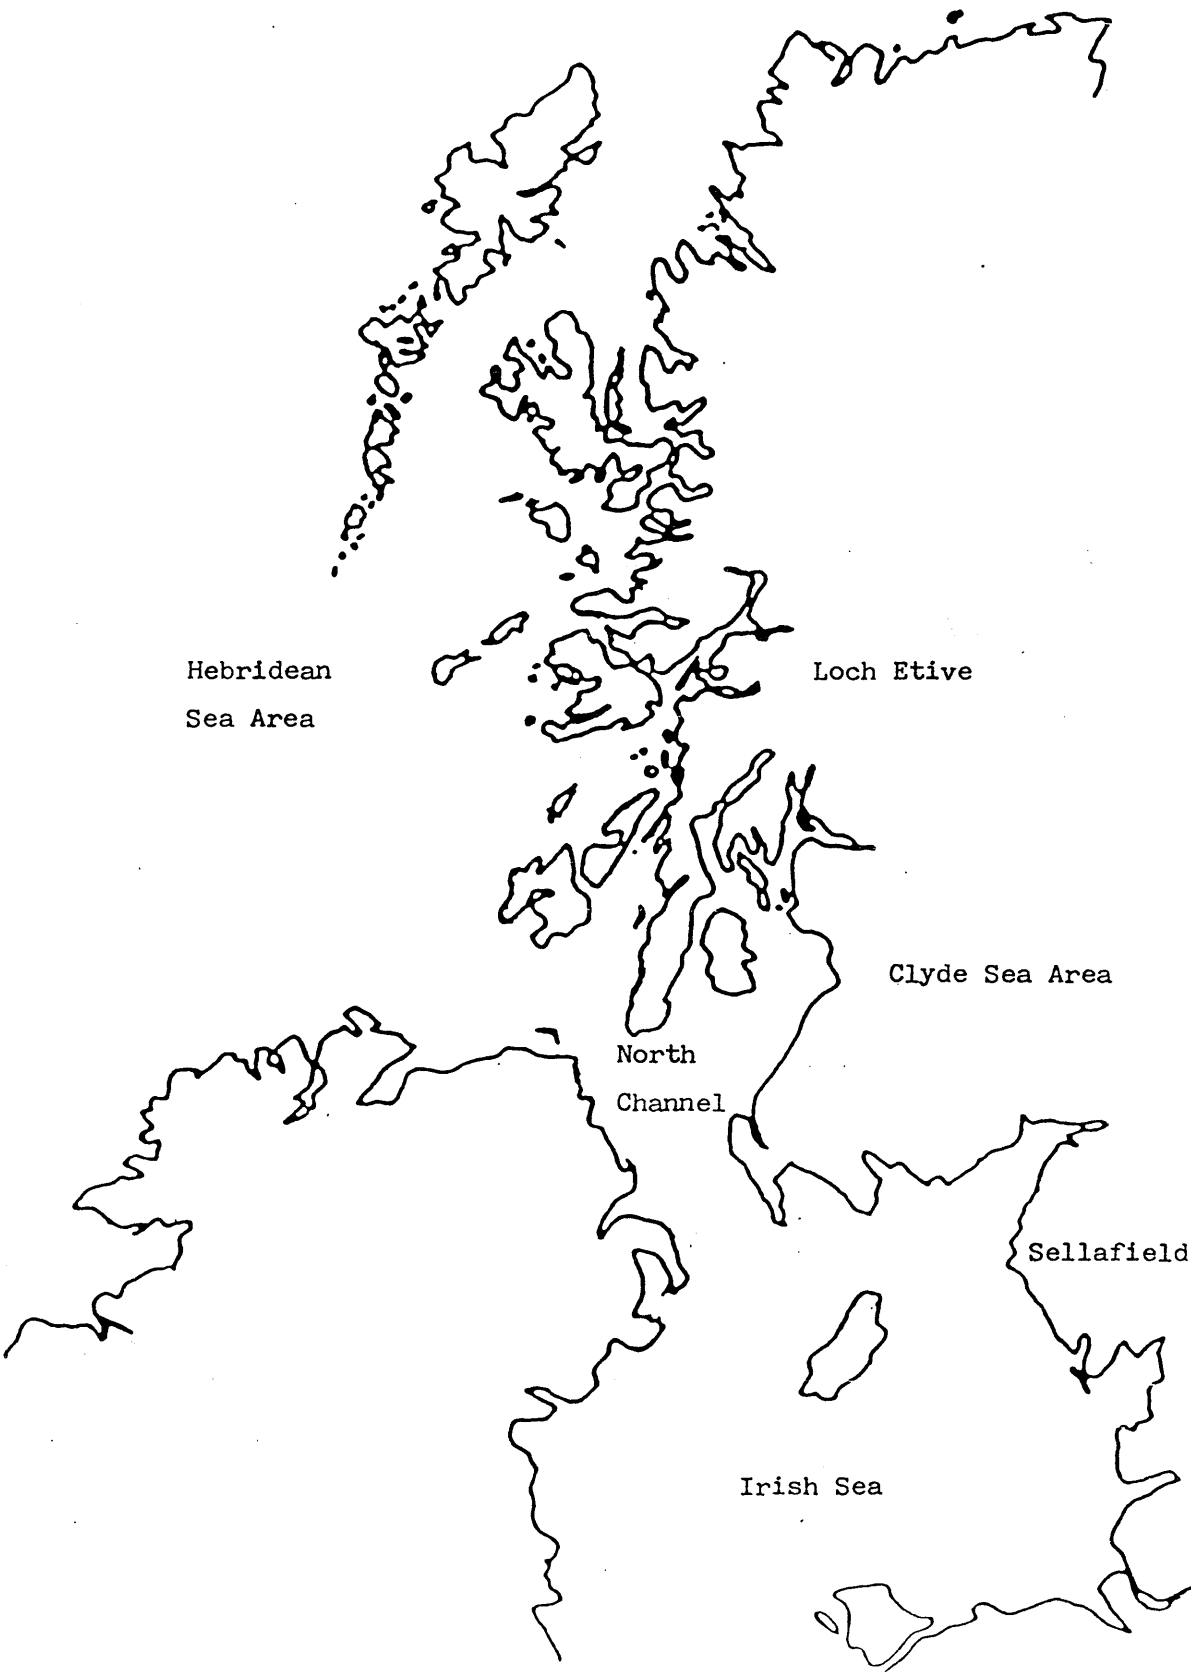 Hebridean
Sea Area
Loch Etive
Clyde Sea Area
North
Channel
Sellafield
Irish Sea